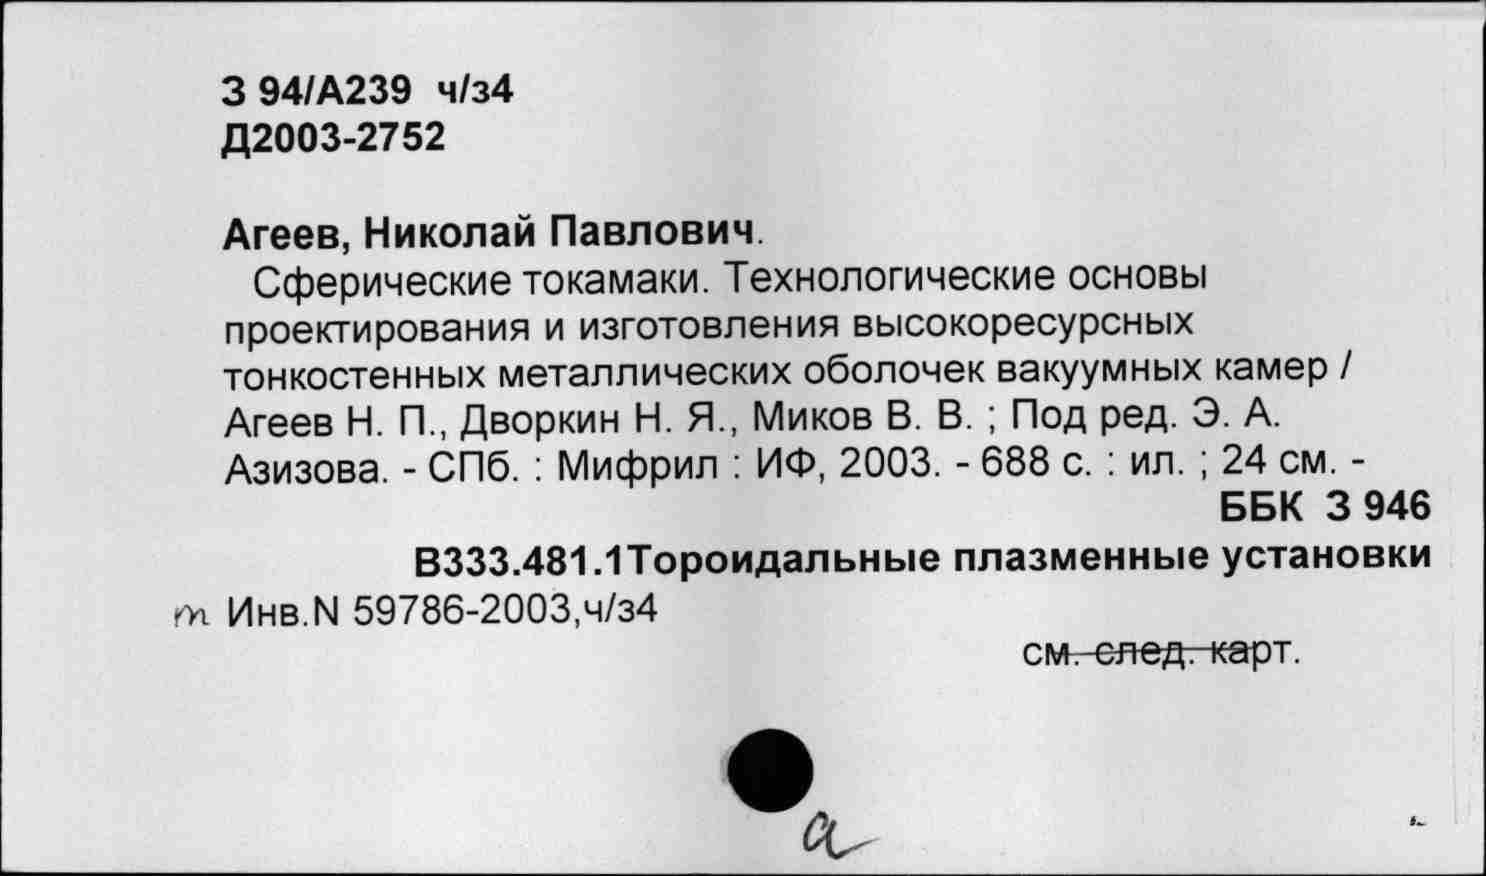 З 94/А239 ч/з4
Д2003-2752
Агеев, Николай Павлович.
Сферические токамаки. Технологические основы
проектирования и изготовления высокоресурсных
тонкостенных металлических оболочек вакуумных камер /
Агеев Н. П., Дворкин Н. Я., Миков В. В. ; Под ред. Э. А.
Азизова. - СПб. : Мифрил : ИФ, 2003. - 688 с. : ил. ; 24 см. -
ББК З 946
В333.481.1Тороидальные плазменные установки
т Инв.N 59786-2003,ч/з4
см. след. карт.
а